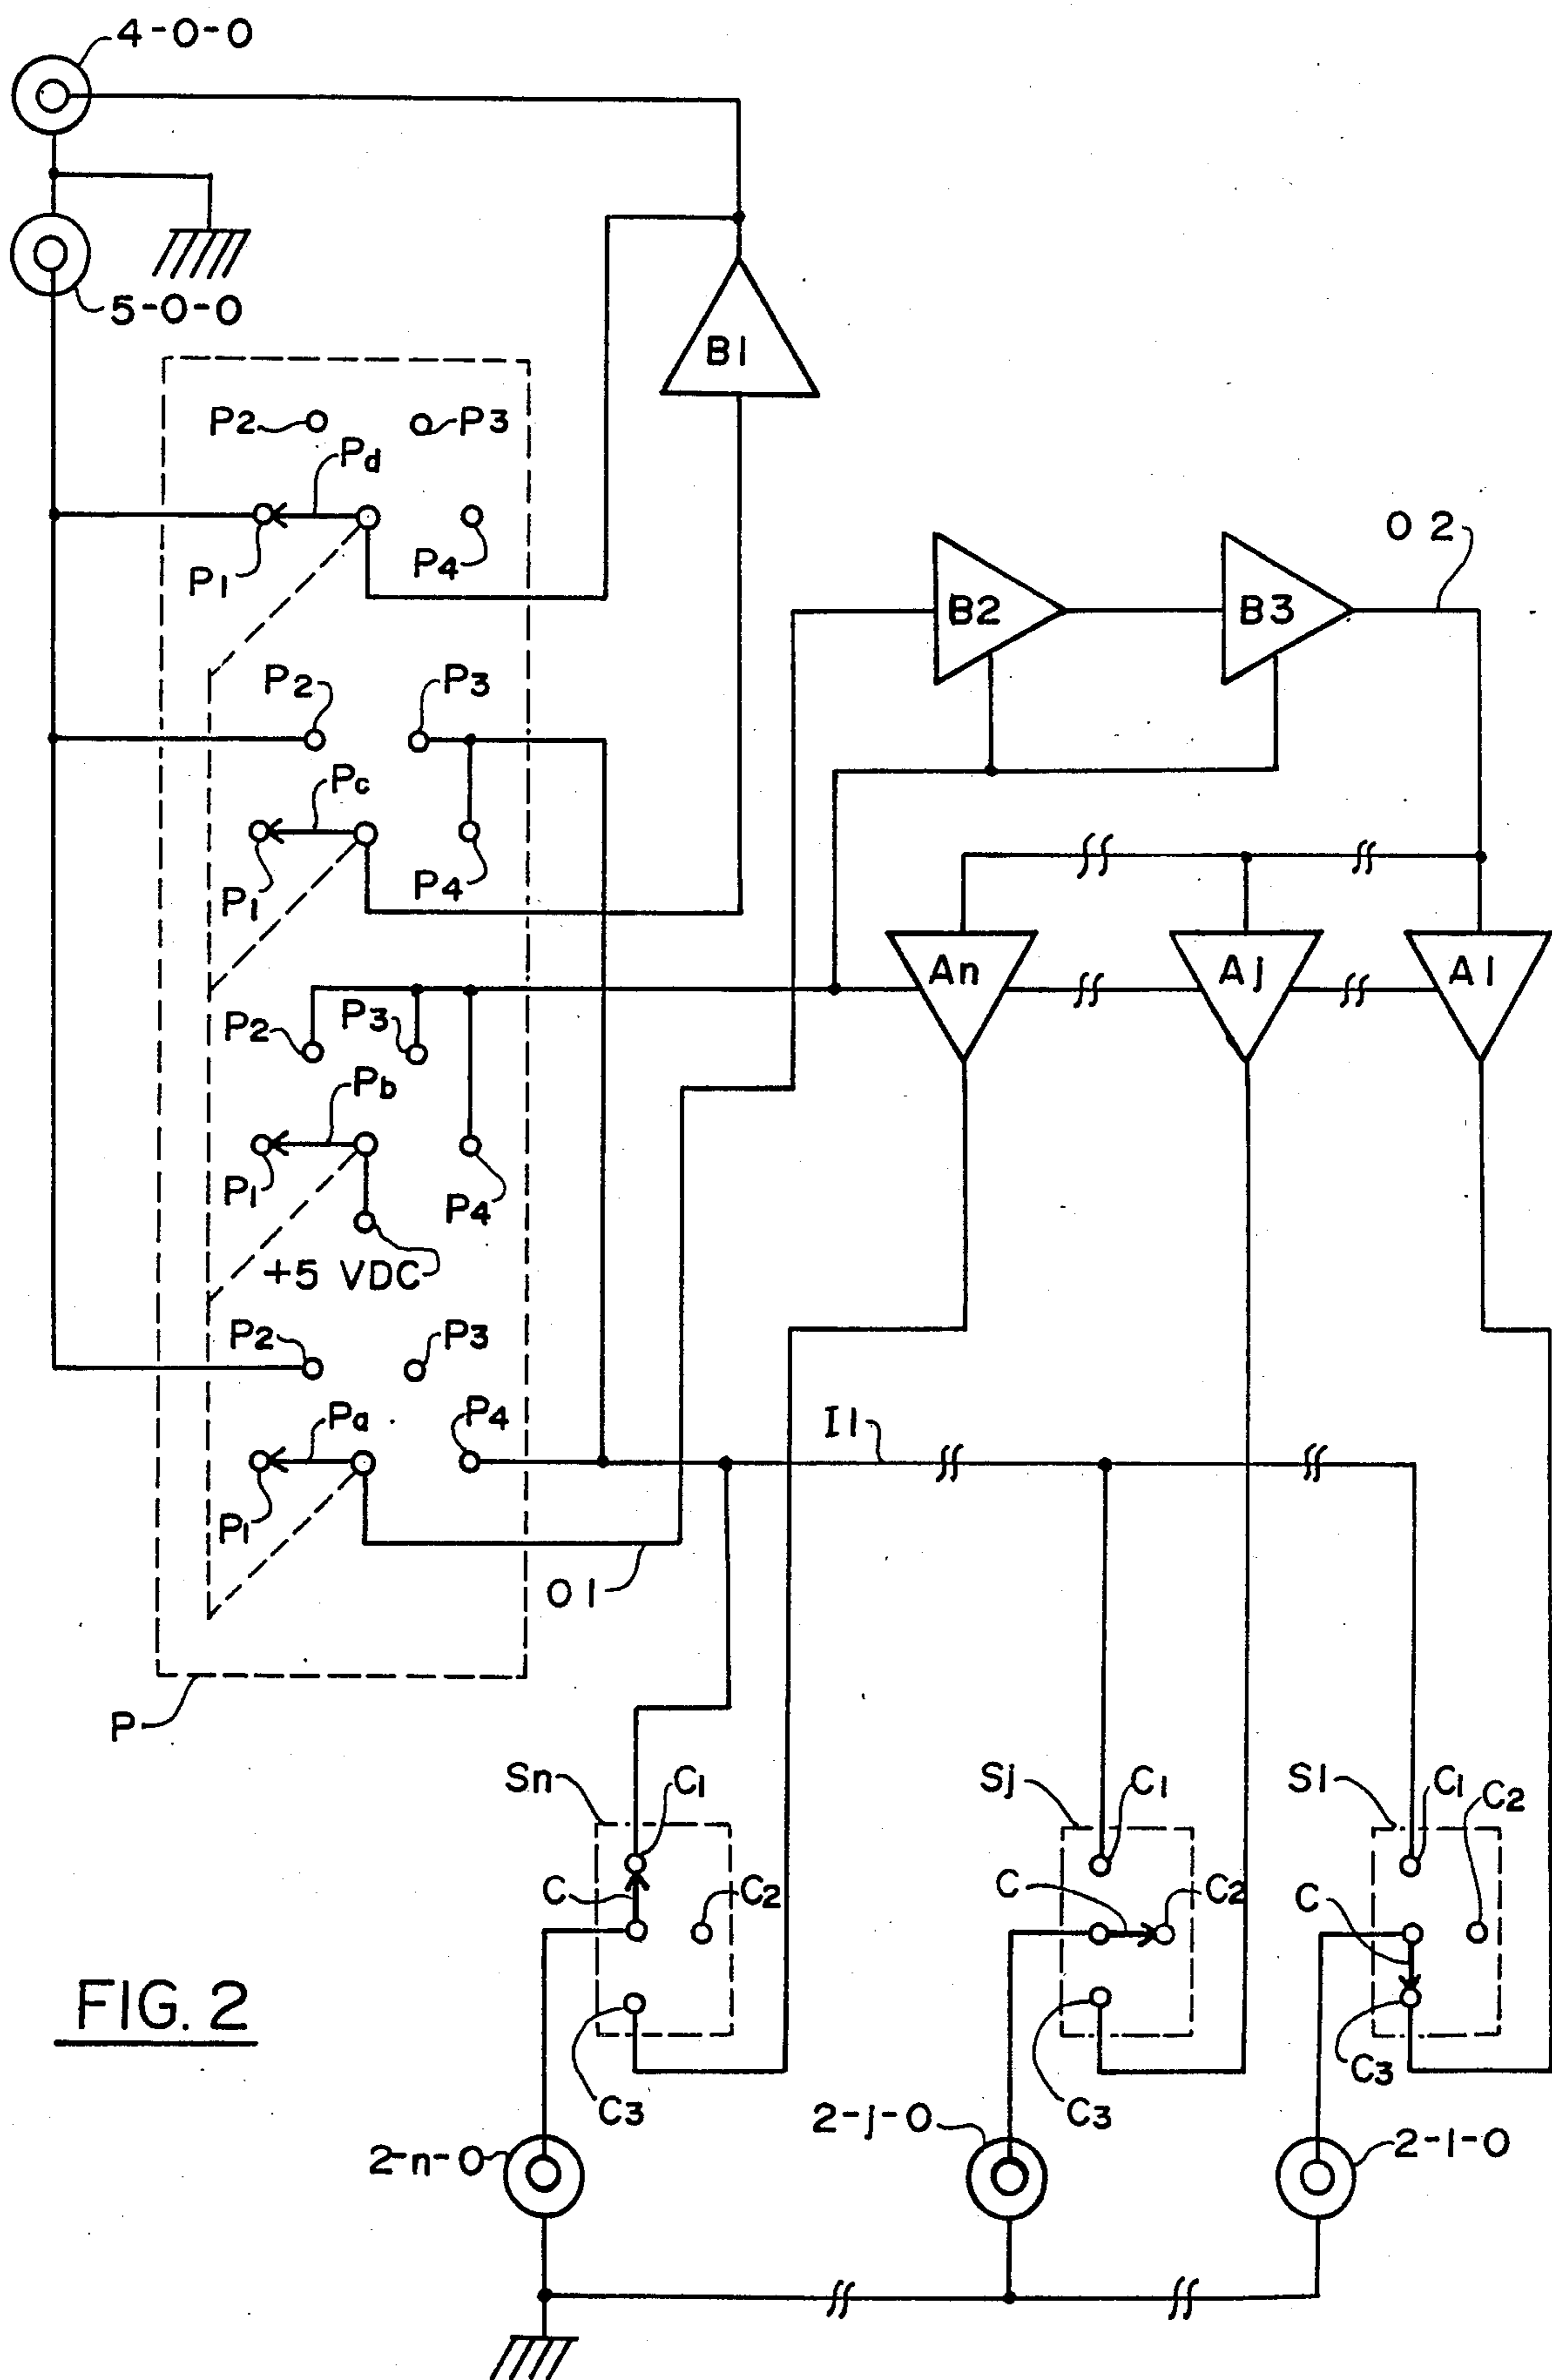 4-0-0
5-0-0
B1
P2
P3
Pd
P1
P4
O 2
B2
B3
P2
P3
Pc
P1
P4
An
Aj
A1
P2
P3
Pb
P1
P4
+5 VDC
P2
P3
Pa
P4
I1
P1
O 1
P
Sn
C1
Sj
C1
S1
C1
C2
C
C2
C
C2
C
C3
C3
C3
FIG. 2
2-n-0
2-j-0
2-1-0